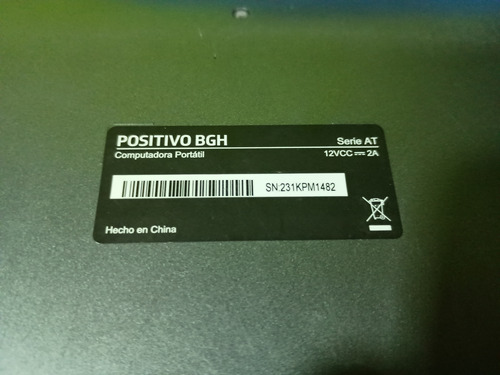 POSITIVO BGH
Serie AT
Computadora Portátil
12VCC ⎓ 2A
SN:231KPM1482
Hecho en China